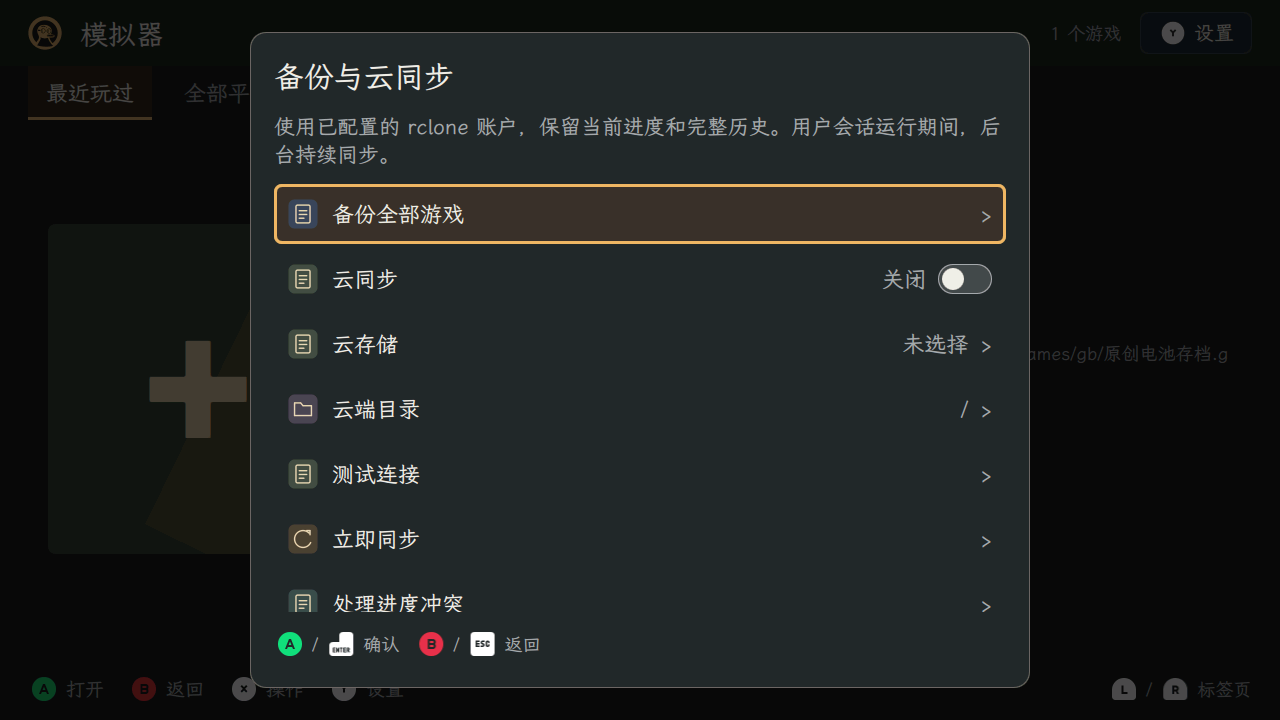 模拟器
1 个游戏
Y 设置
最近玩过
全部平
备份与云同步
使用已配置的 rclone 账户，保留当前进度和完整历史。用户会话运行期间，后
台持续同步。
备份全部游戏 >
云同步 关闭
云存储 未选择 >
ames/gb/原创电池存档.g
云端目录 / >
测试连接 >
立即同步 >
处理进度冲突 >
A / ENTER 确认 B / ESC 返回
A 打开 B 返回 X 操作 Y 设置
L / R 标签页